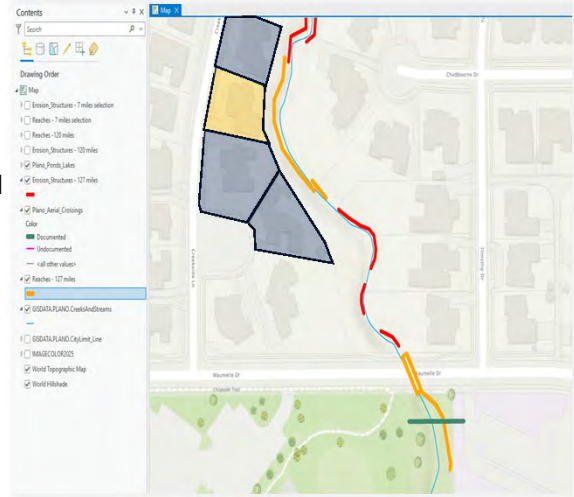 Contents
Map
Search
Drawing Order
Map
Erosion_Structures - 7 miles selection
Reaches - 7 miles selection
Reaches -120 miles
Erosion_Structures - 120 miles
Plano_Ponds_Lakes
Erosion_Structures - 127 miles
Plano_Aerial_Crossings
Color
Documented
Undocumented
<all other values>
Reaches - 127 miles
GISDATA.PLANO.CreeksAndStreams
GISDATA.PLANO.CityLimit_Line
IMAGECOLOR2025
World Topographic Map
World Hillshade
Chadbourne Dr
Creekside Ln
Maumelle Dr
Maumelle Dr